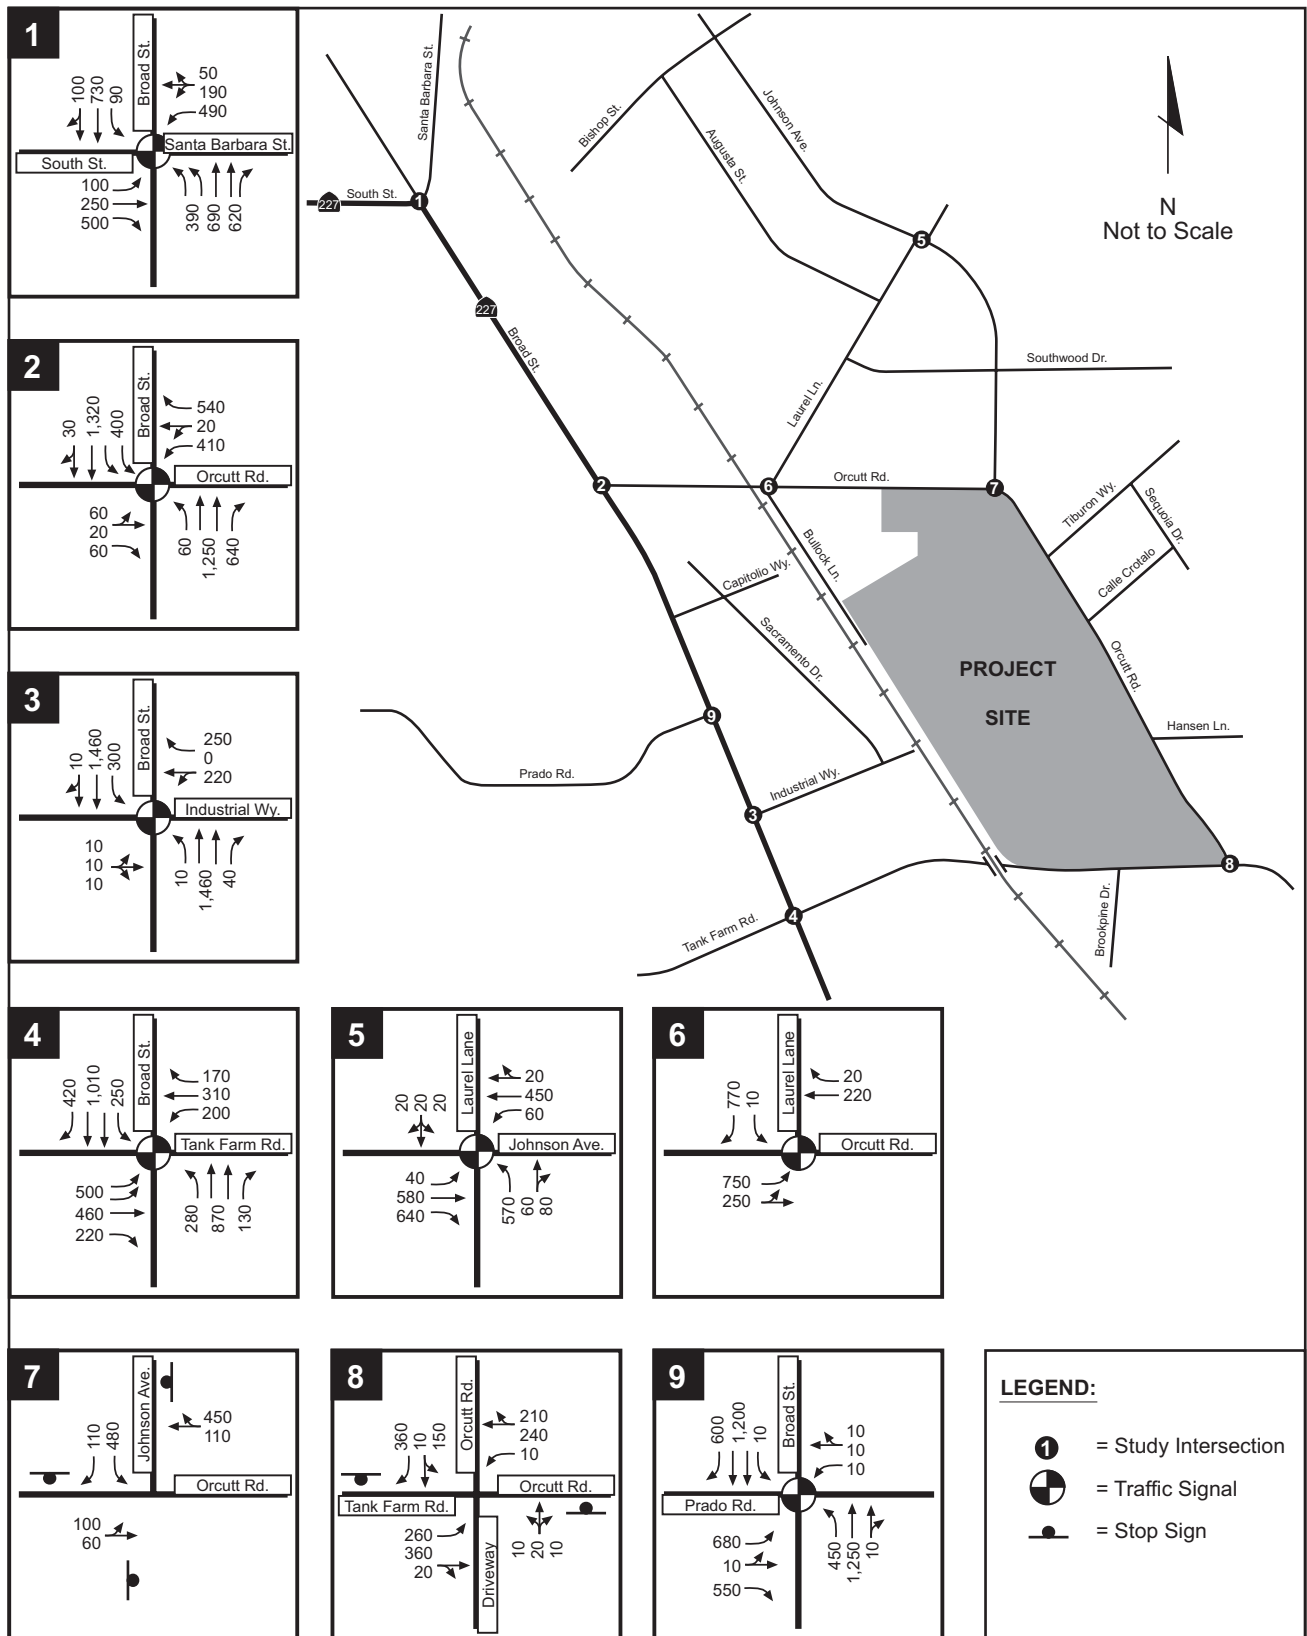 1
Broad St.
100
730
90
50
190
490
Santa Barbara St.
South St.
100
250
500
390
690
620
2
Broad St.
30
1,320
400
540
20
410
Orcutt Rd.
60
20
60
60
1,250
640
3
Broad St.
10
1,460
300
250
0
220
Industrial Wy.
10
10
10
10
1,460
40
Santa Barbara St.
Bishop St.
Johnson Ave.
Augusta St.
N
Not to Scale
227
South St.
1
5
227
Broad St.
Southwood Dr.
Laurel Ln.
2
6
Orcutt Rd.
7
Tiburon Wy.
Sequoia Dr.
Bullock Ln.
Capitolio Wy.
Calle Crotalo
Sacramento Dr.
Orcutt Rd.
PROJECT
SITE
9
Hansen Ln.
Prado Rd.
Industrial Wy.
3
8
4
Tank Farm Rd.
Brookpine Dr.
4
Broad St.
420
1,010
250
170
310
200
Tank Farm Rd.
500
460
220
280
870
130
5
Laurel Lane
20
20
20
20
450
60
Johnson Ave.
40
580
640
570
60
80
6
Laurel Lane
770
10
20
220
Orcutt Rd.
750
250
7
Johnson Ave.
110
480
450
110
Orcutt Rd.
100
60
8
Orcutt Rd.
360
10
150
210
240
10
Orcutt Rd.
Tank Farm Rd.
260
360
20
Driveway
10
20
10
9
Broad St.
600
1,200
10
10
10
10
Prado Rd.
680
10
550
450
1,250
10
LEGEND:
1 = Study Intersection
= Traffic Signal
= Stop Sign